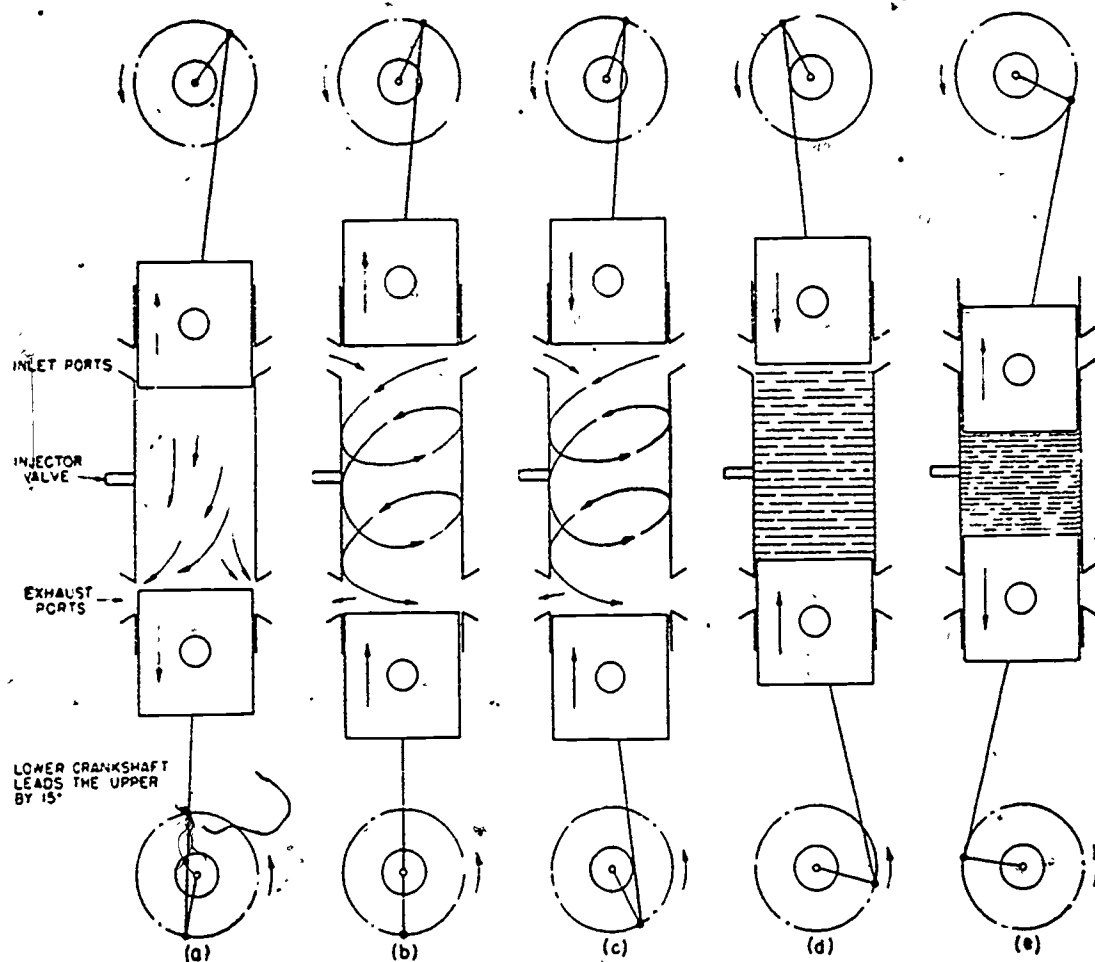 INLET PORTS
INJECTOR
VALVE
EXHAUST
PORTS
LOWER CRANKSHAFT
LEADS THE UPPER
BY 15°
(a)
(b)
(c)
(d)
(e)